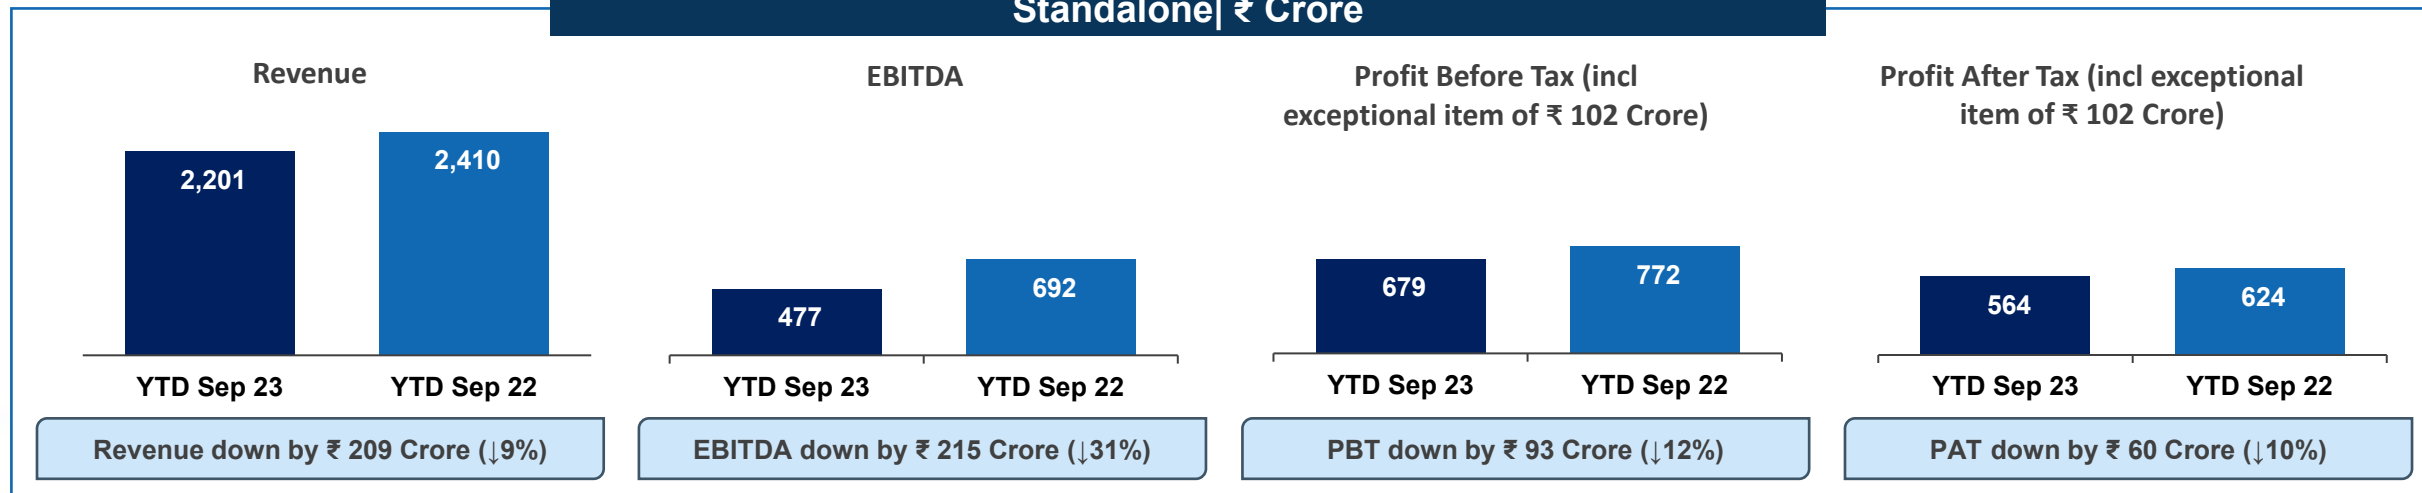 Standalone| ₹ Crore
Revenue
2,201
2,410
YTD Sep 23
YTD Sep 22
Revenue down by ₹ 209 Crore (↓9%)
EBITDA
477
692
YTD Sep 23
YTD Sep 22
EBITDA down by ₹ 215 Crore (↓31%)
Profit Before Tax (incl
exceptional item of ₹ 102 Crore)
679
772
YTD Sep 23
YTD Sep 22
PBT down by ₹ 93 Crore (↓12%)
Profit After Tax (incl exceptional
item of ₹ 102 Crore)
564
624
YTD Sep 23
YTD Sep 22
PAT down by ₹ 60 Crore (↓10%)